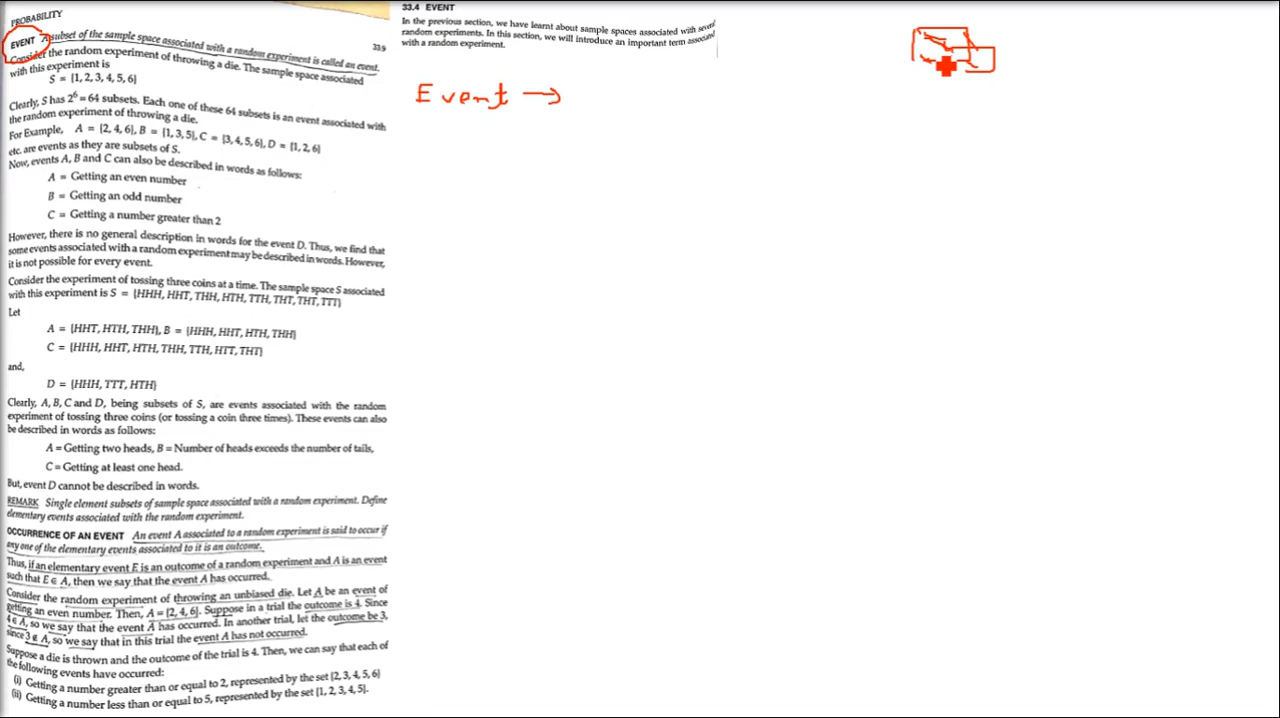 PROBABILITY
33.9
EVENT A subset of the sample space associated with a random experiment is called an event.
Consider the random experiment of throwing a die. The sample space associated
with this experiment is
S = {1, 2, 3, 4, 5, 6}
Clearly, S has 2⁶ = 64 subsets. Each one of these 64 subsets is an event associated with
the random experiment of throwing a die.
For Example, A = {2, 4, 6}, B = {1, 3, 5}, C = {3, 4, 5, 6}, D = {1, 2, 6}
etc. are events as they are subsets of S.
Now, events A, B and C can also be described in words as follows:
A = Getting an even number
B = Getting an odd number
C = Getting a number greater than 2
However, there is no general description in words for the event D. Thus, we find that
some events associated with a random experiment may be described in words. However,
it is not possible for every event.
Consider the experiment of tossing three coins at a time. The sample space S associated
with this experiment is S = {HHH, HHT, THH, HTH, TTH, THT, THT, TTT}
Let
A = {HHT, HTH, THH}, B = {HHH, HHT, HTH, THH}
C = {HHH, HHT, HTH, THH, TTH, HTT, THT}
and,
D = {HHH, TTT, HTH}
Clearly, A, B, C and D, being subsets of S, are events associated with the random
experiment of tossing three coins (or tossing a coin three times). These events can also
be described in words as follows:
A = Getting two heads, B = Number of heads exceeds the number of tails,
C = Getting at least one head.
But, event D cannot be described in words.
REMARK Single element subsets of sample space associated with a random experiment. Define
elementary events associated with the random experiment.
OCCURRENCE OF AN EVENT An event A associated to a random experiment is said to occur if
any one of the elementary events associated to it is an outcome.
Thus, if an elementary event E is an outcome of a random experiment and A is an event
such that E ∈ A, then we say that the event A has occurred.
Consider the random experiment of throwing an unbiased die. Let A be an event of
getting an even number. Then, A = {2, 4, 6}. Suppose in a trial the outcome is 4. Since
4 ∈ A, so we say that the event A has occurred. In another trial, let the outcome be 3,
since 3 ∉ A, so we say that in this trial the event A has not occurred.
Suppose a die is thrown and the outcome of the trial is 4. Then, we can say that each of
the following events have occurred:
(i) Getting a number greater than or equal to 2, represented by the set {2, 3, 4, 5, 6}
(ii) Getting a number less than or equal to 5, represented by the set {1, 2, 3, 4, 5}.
33.4 EVENT
In the previous section, we have learnt about sample spaces associated with several
random experiments. In this section, we will introduce an important term associated
with a random experiment.
Event →